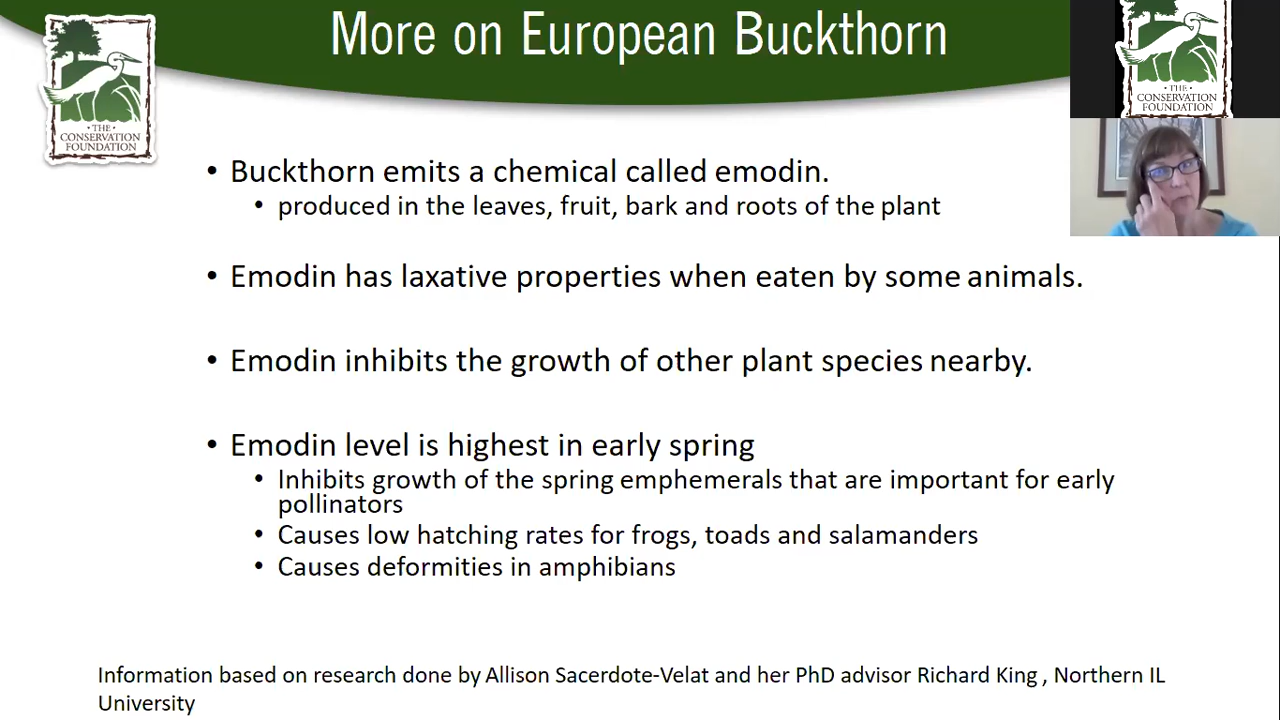 More on European Buckthorn
· THE ·
CONSERVATION
FOUNDATION
THE
CONSERVATION
FOUNDATION
• Buckthorn emits a chemical called emodin.
• produced in the leaves, fruit, bark and roots of the plant
• Emodin has laxative properties when eaten by some animals.
• Emodin inhibits the growth of other plant species nearby.
• Emodin level is highest in early spring
• Inhibits growth of the spring emphemerals that are important for early
pollinators
• Causes low hatching rates for frogs, toads and salamanders
• Causes deformities in amphibians
Information based on research done by Allison Sacerdote-Velat and her PhD advisor Richard King , Northern IL
University